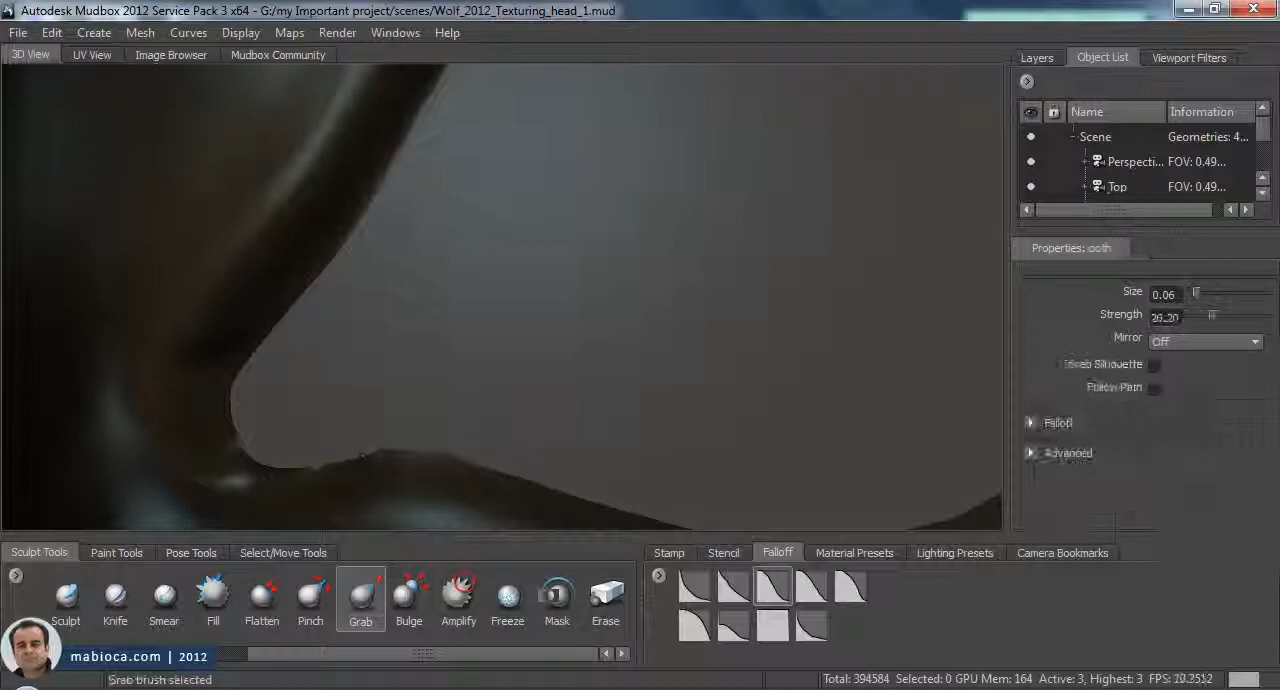 Autodesk Mudbox 2012 Service Pack 3 x64 - G:/my Important project/scenes/Wolf_2012_Texturing_head_1.mud
File Edit Create Mesh Curves Display Maps Render Windows Help
3D View UV View Image Browser Mudbox Community
Layers Object List Viewport Filters
Name Information
Scene Geometries: 4...
Perspecti... FOV: 0.49...
Top FOV: 0.49...
Properties:
Size 0.06
Strength
Mirror Off
Silhouette
Falloff
Advanced
Sculpt Tools Paint Tools Pose Tools Select/Move Tools
Stamp Stencil Falloff Material Presets Lighting Presets Camera Bookmarks
Sculpt Knife Smear Fill Flatten Pinch Grab Bulge Amplify Freeze Mask Erase
mabioca.com | 2012
Grab brush selected
Total: 394584 Selected: 0 GPU Mem: 164 Active: 3, Highest: 3 FPS: